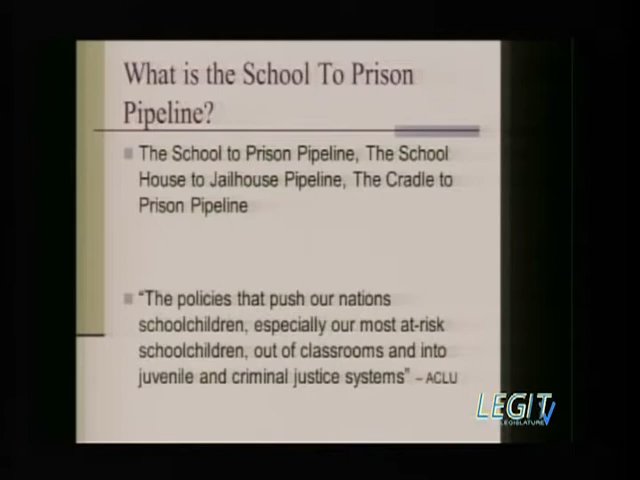 What is the School To Prison
Pipeline?
The School to Prison Pipeline, The School
House to Jailhouse Pipeline, The Cradle to
Prison Pipeline
“The policies that push our nations
schoolchildren, especially our most at-risk
schoolchildren, out of classrooms and into
juvenile and criminal justice systems” – ACLU
LEGIT
LEGISLATURE TV